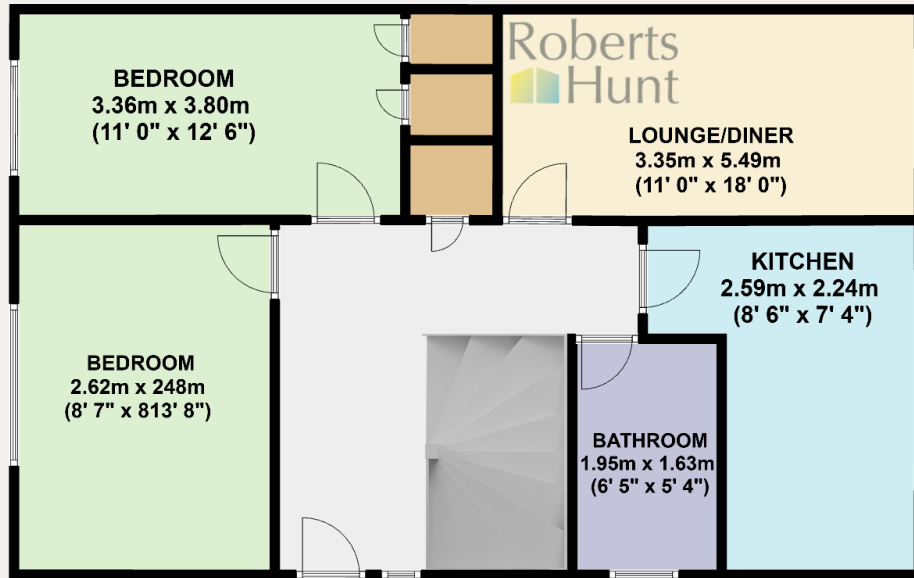 BEDROOM
3.36m x 3.80m
(11' 0" x 12' 6")
Roberts
Hunt
LOUNGE/DINER
3.35m x 5.49m
(11' 0" x 18' 0")
KITCHEN
2.59m x 2.24m
(8' 6" x 7' 4")
BEDROOM
2.62m x 248m
(8' 7" x 813' 8")
BATHROOM
1.95m x 1.63m
(6' 5" x 5' 4")